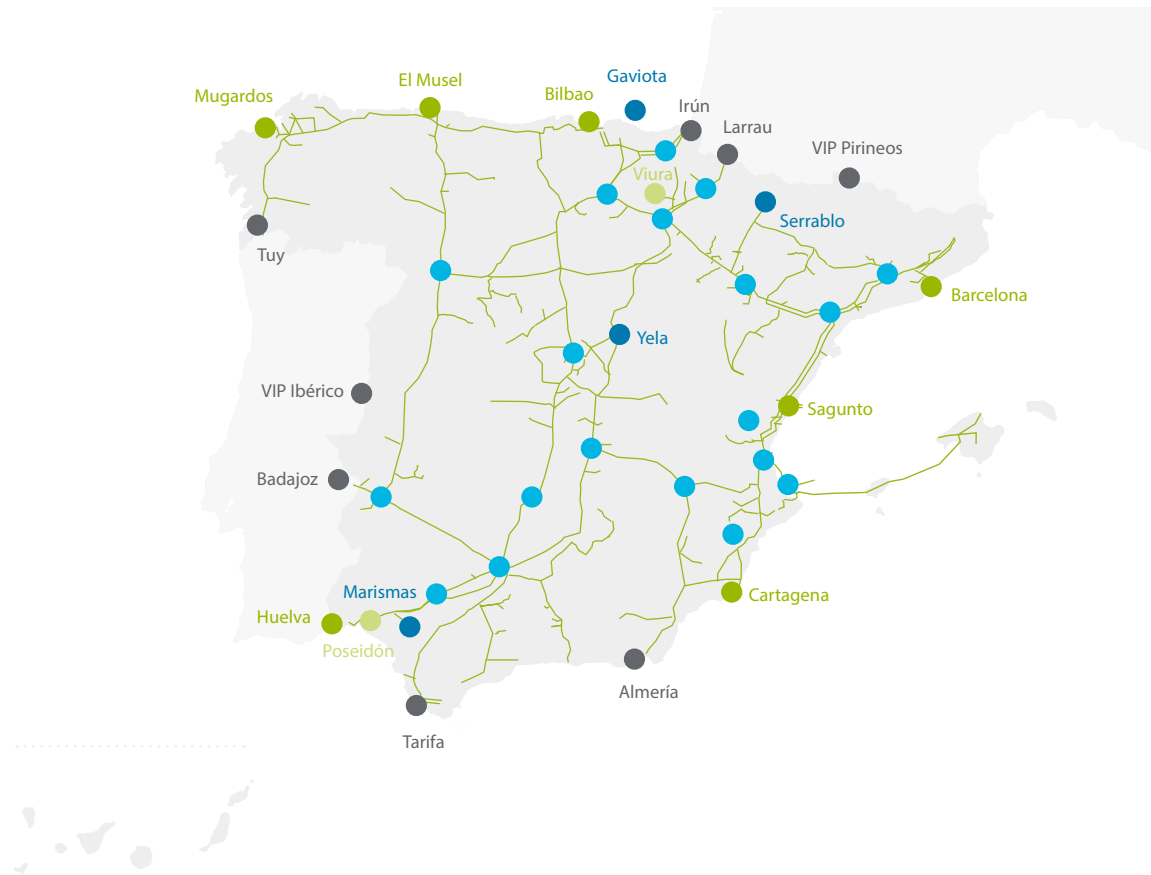 Gaviota
El Musel
Mugardos
Bilbao
Irún
Larrau
VIP Pirineos
Viura
Serrablo
Tuy
Barcelona
Yela
VIP Ibérico
Sagunto
Badajoz
Marismas
Cartagena
Huelva
Poseidón
Almería
Tarifa